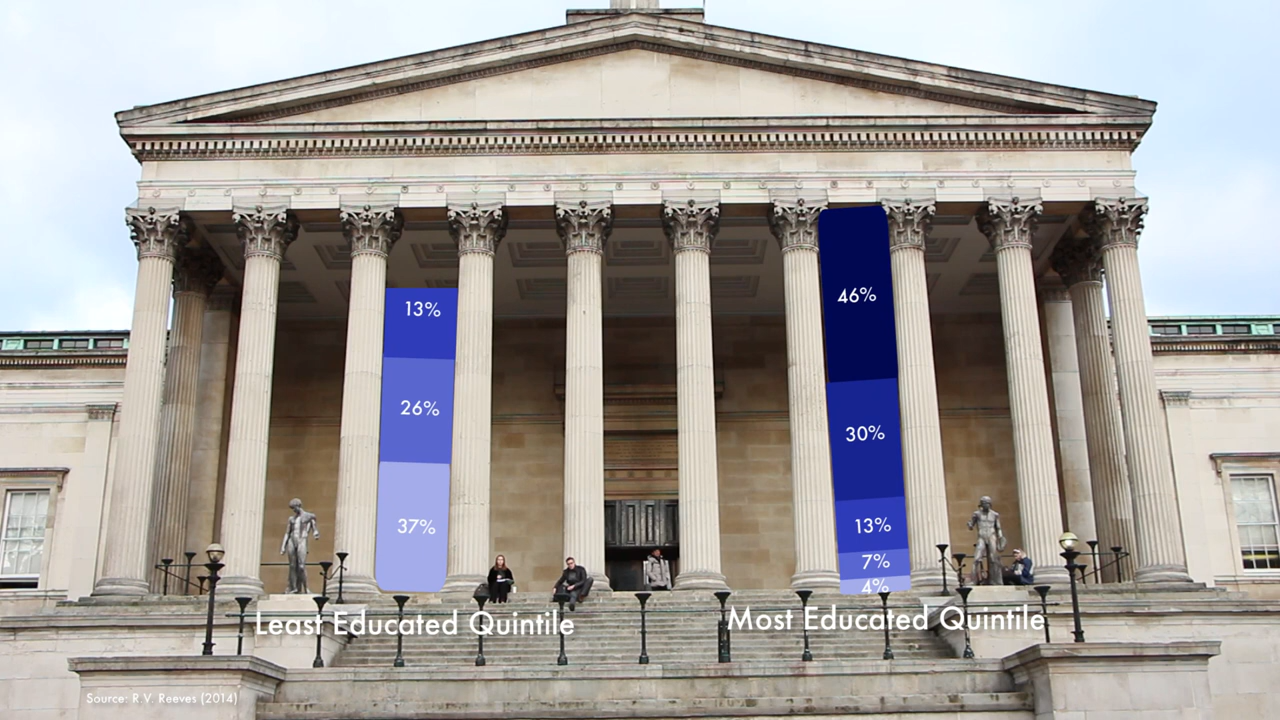 13%
26%
37%
46%
30%
13%
7%
4%
Least Educated Quintile
Most Educated Quintile
Source: R.V. Reeves (2014)